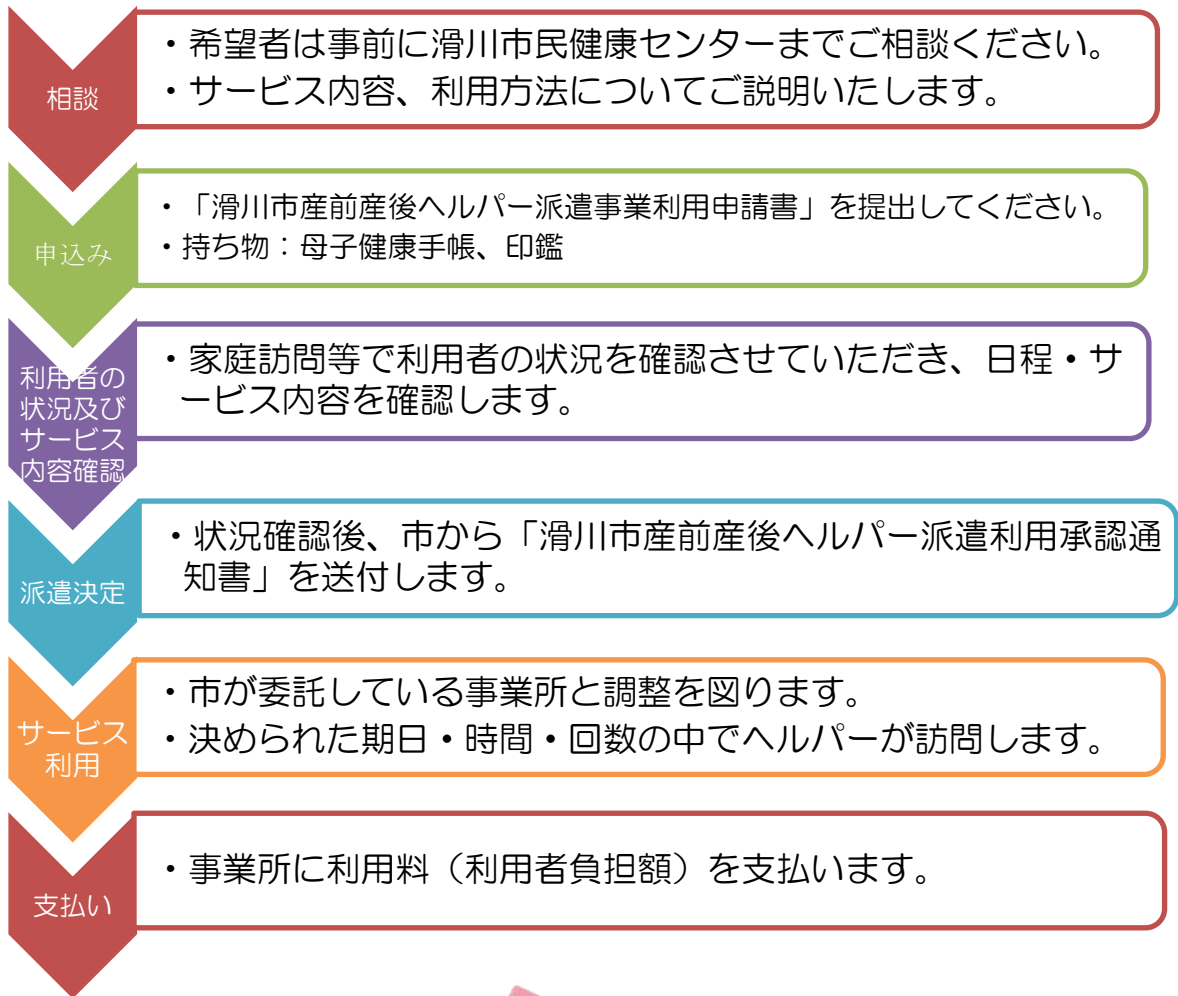 相談
・希望者は事前に滑川市民健康センターまでご相談ください。
・サービス内容、利用方法についてご説明いたします。
申込み
・「滑川市産前産後ヘルパー派遣事業利用申請書」を提出してください。
・持ち物：母子健康手帳、印鑑
利用者の
状況及び
サービス
内容確認
・家庭訪問等で利用者の状況を確認させていただき、日程・サ
ービス内容を確認します。
派遣決定
・状況確認後、市から「滑川市産前産後ヘルパー派遣利用承認通
知書」を送付します。
サービス
利用
・市が委託している事業所と調整を図ります。
・決められた期日・時間・回数の中でヘルパーが訪問します。
支払い
・事業所に利用料（利用者負担額）を支払います。